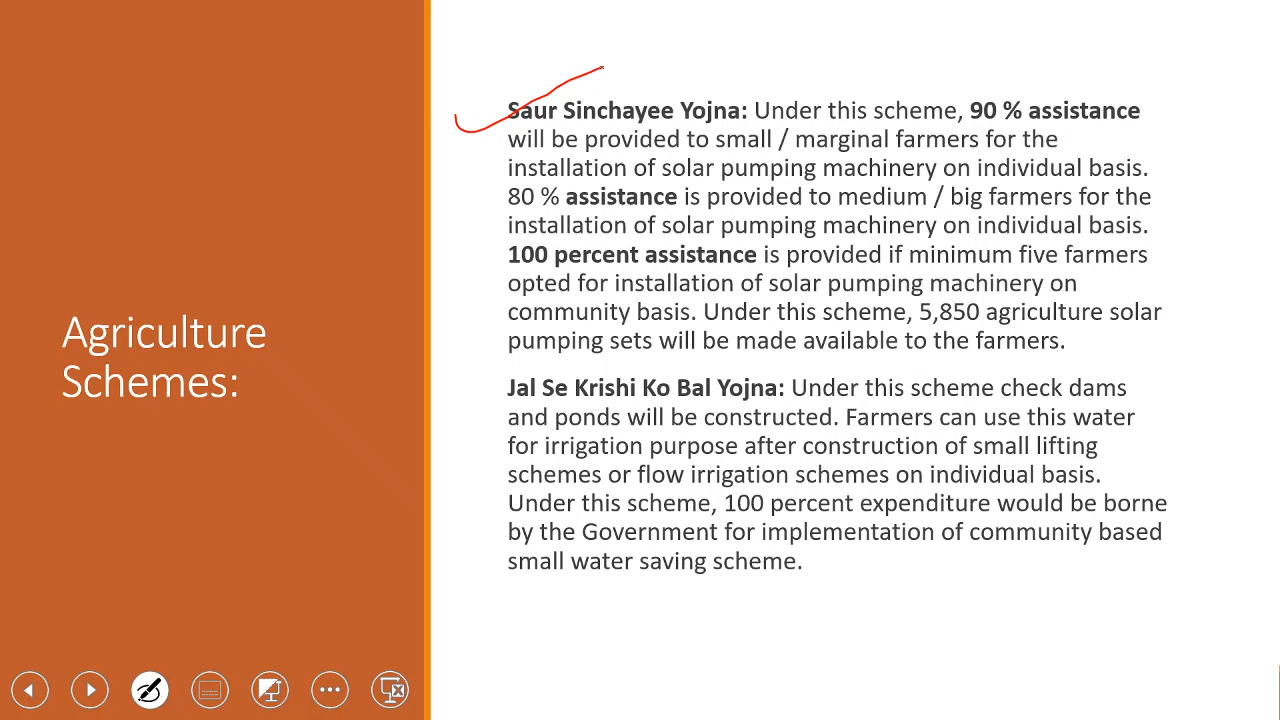 Agriculture
Schemes:
Saur Sinchayee Yojna: Under this scheme, 90 % assistance
will be provided to small / marginal farmers for the
installation of solar pumping machinery on individual basis.
80 % assistance is provided to medium / big farmers for the
installation of solar pumping machinery on individual basis.
100 percent assistance is provided if minimum five farmers
opted for installation of solar pumping machinery on
community basis. Under this scheme, 5,850 agriculture solar
pumping sets will be made available to the farmers.
Jal Se Krishi Ko Bal Yojna: Under this scheme check dams
and ponds will be constructed. Farmers can use this water
for irrigation purpose after construction of small lifting
schemes or flow irrigation schemes on individual basis.
Under this scheme, 100 percent expenditure would be borne
by the Government for implementation of community based
small water saving scheme.